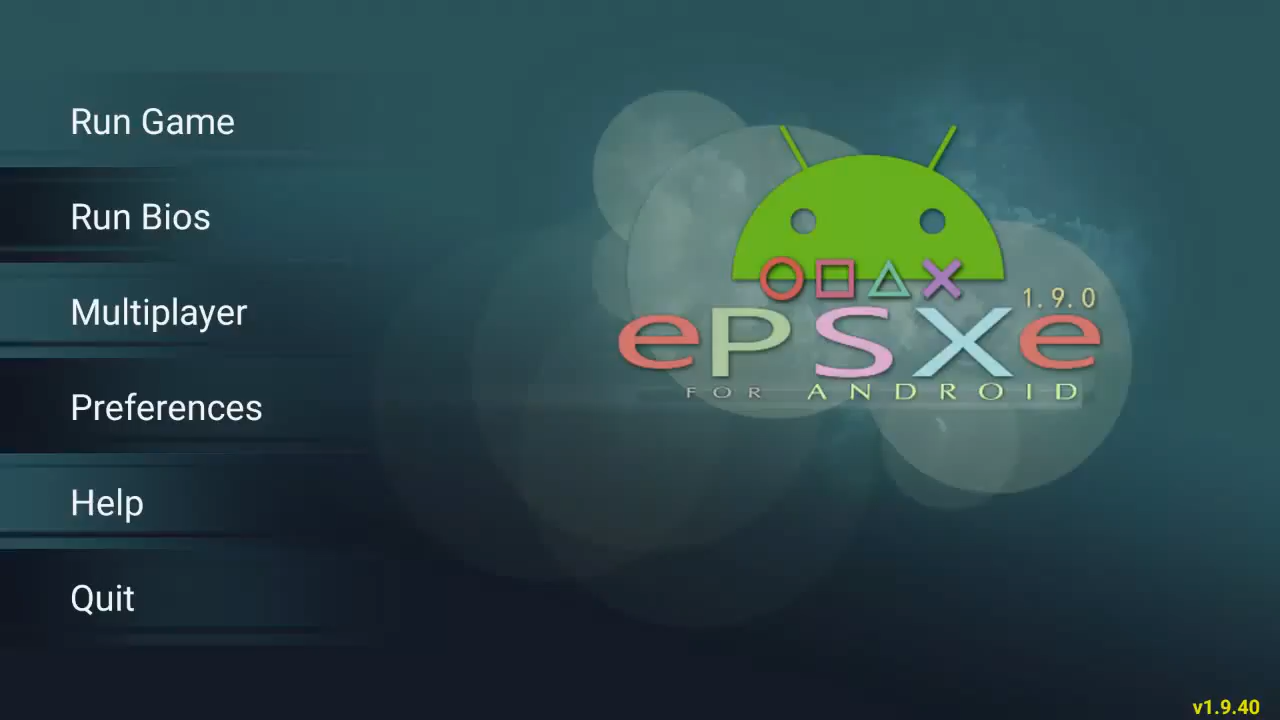 Run Game
Run Bios
Multiplayer
Preferences
Help
Quit
1.9.0
ePSXe
FOR ANDROID
v1.9.40